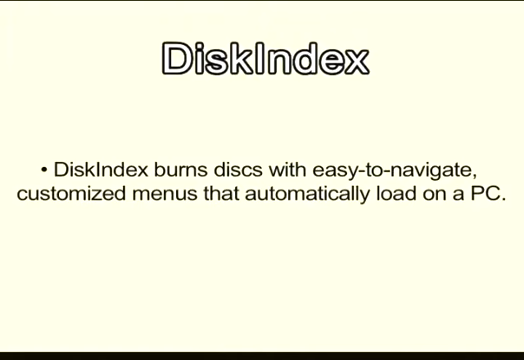 DiskIndex
• DiskIndex burns discs with easy-to-navigate,
customized menus that automatically load on a PC.